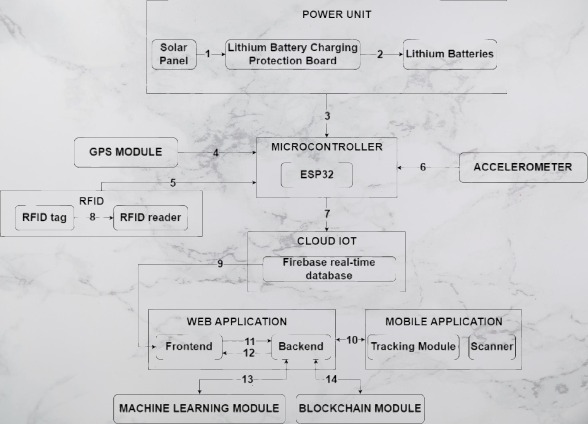 POWER UNIT
Solar
Panel
1
Lithium Battery Charging
Protection Board
2
Lithium Batteries
3
MICROCONTROLLER
GPS MODULE
4
ESP32
6
ACCELEROMETER
5
RFID
RFID tag
8
RFID reader
7
CLOUD IOT
9
Firebase real-time
database
WEB APPLICATION
MOBILE APPLICATION
Frontend
11
12
Backend
10
Tracking Module
Scanner
13
14
MACHINE LEARNING MODULE
BLOCKCHAIN MODULE